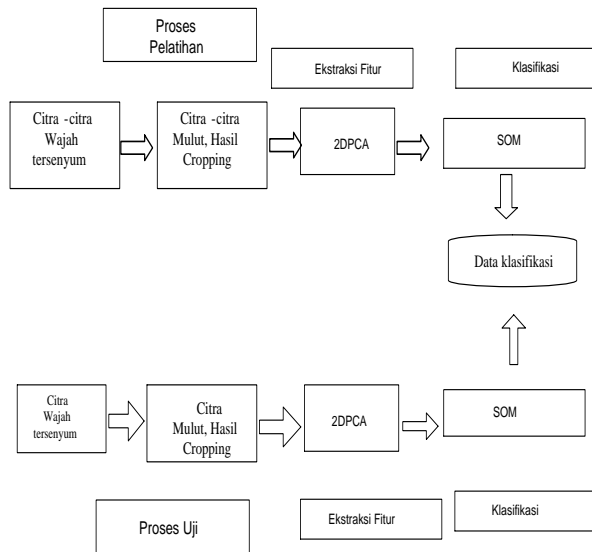 Proses
Pelatihan
Ekstraksi Fitur
Klasifikasi
Citra -citra
Wajah
tersenyum
Citra -citra
Mulut, Hasil
Cropping
2DPCA
SOM
Data klasifikasi
Citra
Wajah
tersenyum
Citra
Mulut, Hasil
Cropping
2DPCA
SOM
Proses Uji
Ekstraksi Fitur
Klasifikasi